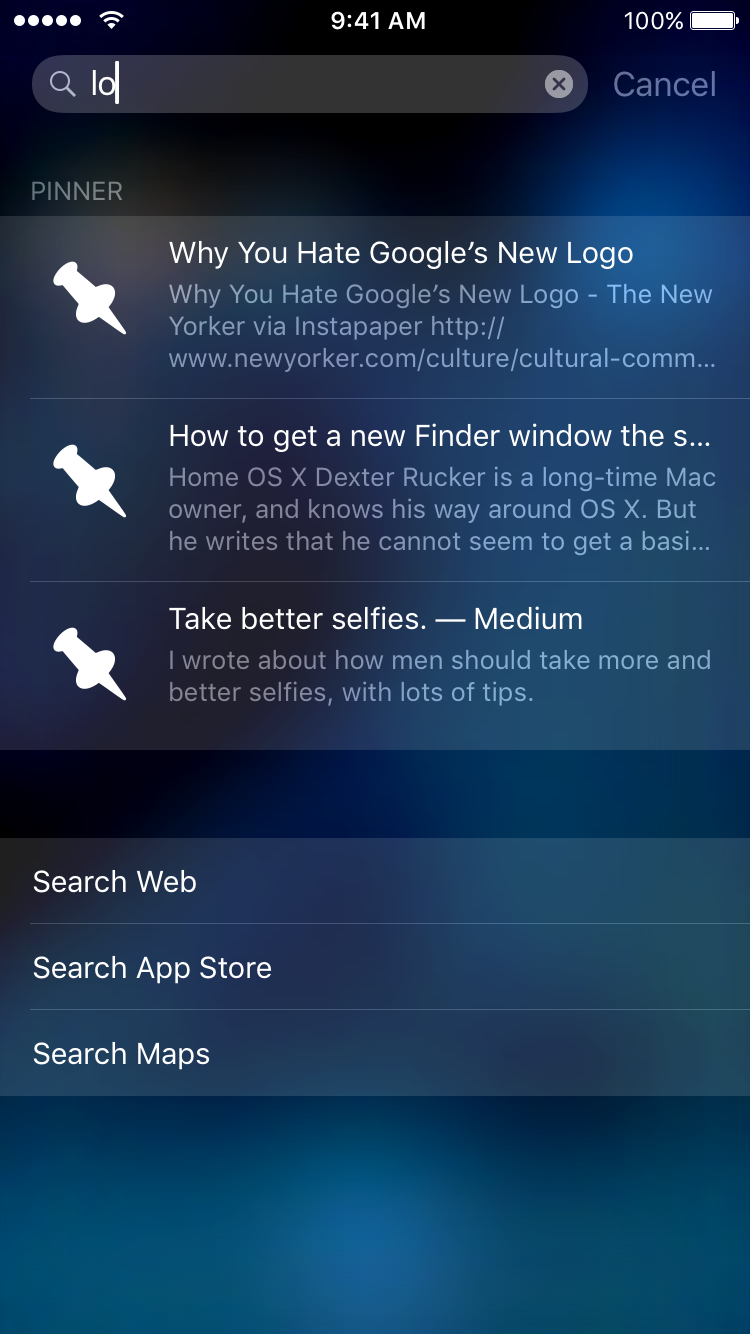 9:41 AM
100%
lo
Cancel
PINNER
Why You Hate Google’s New Logo
Why You Hate Google’s New Logo - The New
Yorker via Instapaper http://
www.newyorker.com/culture/cultural-comm...
How to get a new Finder window the s...
Home OS X Dexter Rucker is a long-time Mac
owner, and knows his way around OS X. But
he writes that he cannot seem to get a basi...
Take better selfies. — Medium
I wrote about how men should take more and
better selfies, with lots of tips.
Search Web
Search App Store
Search Maps